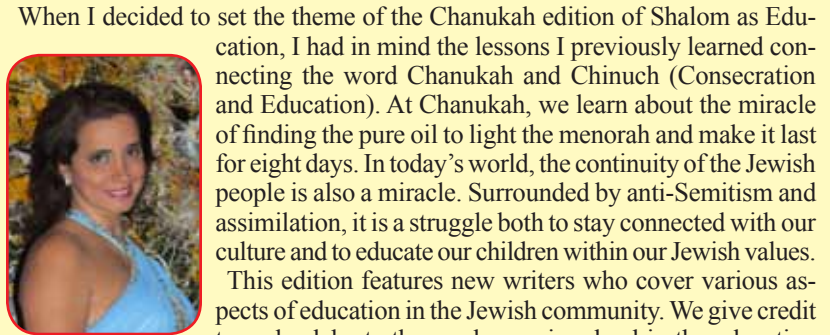 When I decided to set the theme of the Chanukah edition of Shalom as Edu-
cation, I had in mind the lessons I previously learned con-
necting the word Chanukah and Chinuch (Consecration
and Education). At Chanukah, we learn about the miracle
of finding the pure oil to light the menorah and make it last
for eight days. In today's world, the continuity of the Jewish
people is also a miracle. Surrounded by anti-Semitism and
assimilation, it is a struggle both to stay connected with our
culture and to educate our children within our Jewish values.
This edition features new writers who cover various as-
pects of education in the Jewish community. We give credit